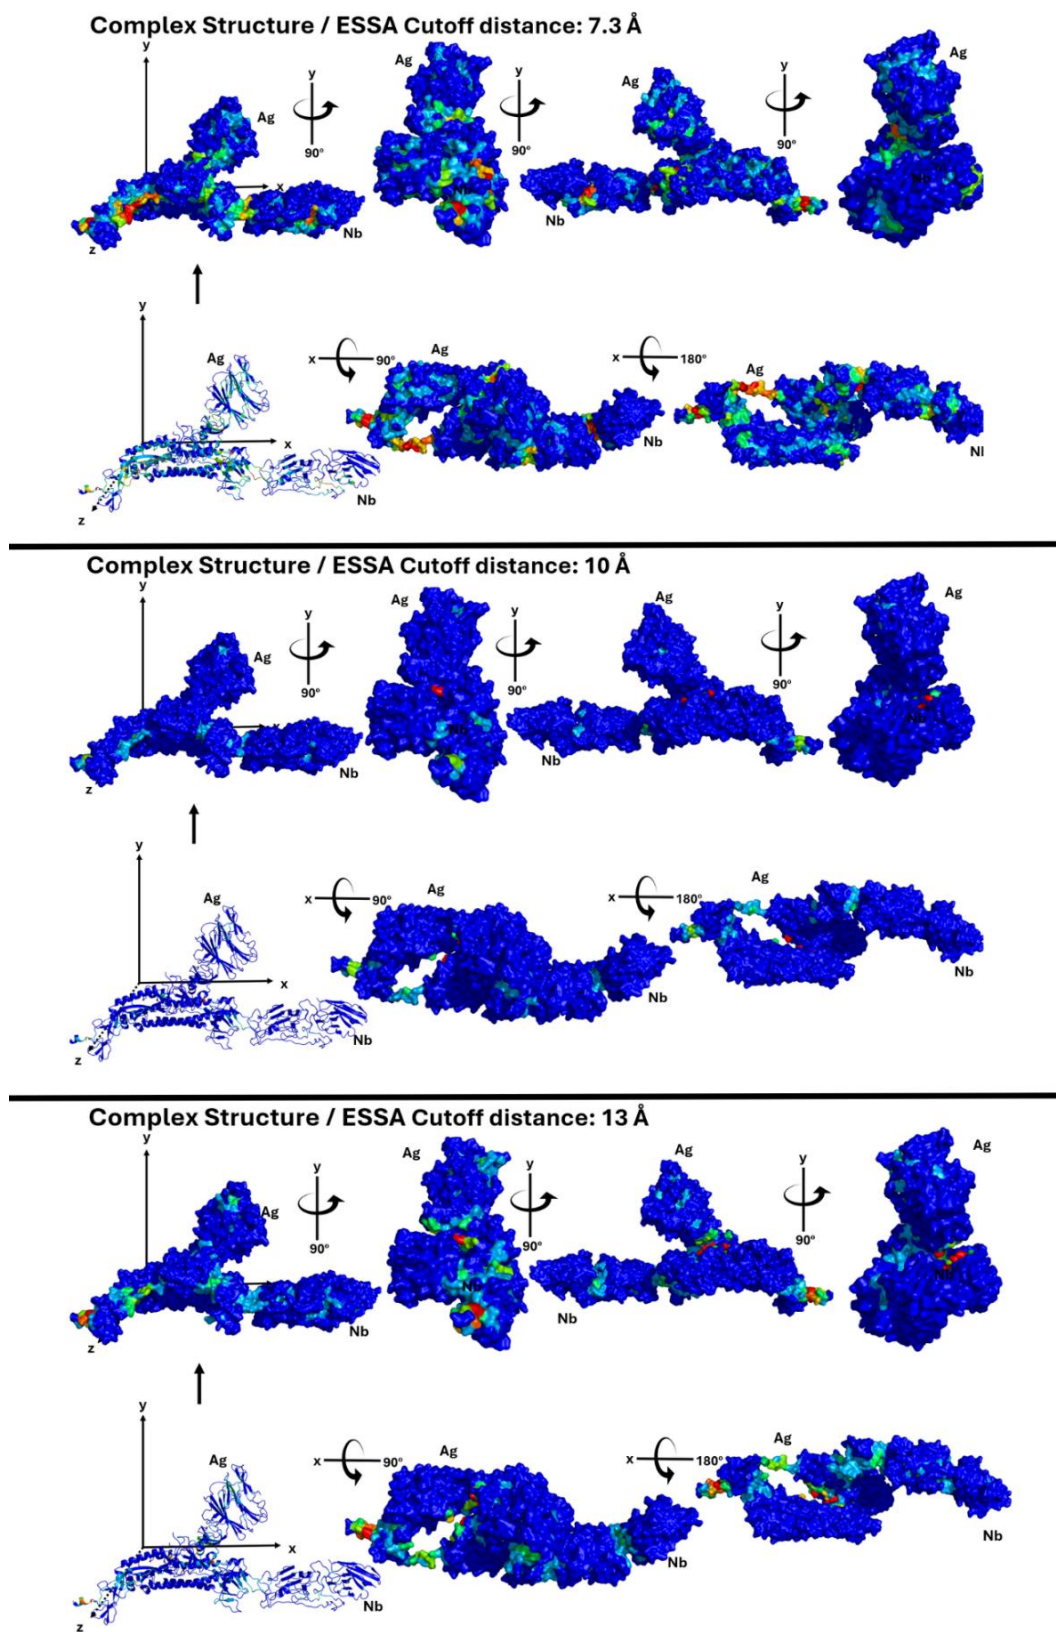 Complex Structure / ESSA Cutoff distance: 7.3 Å
y
Ag
y
90°
Ag
y
90°
Ag
y
90°
Ag
x
Nb
z
Nb
Nb
Nb
y
Ag
x
Nb
z
x
90°
Ag
Nb
x
180°
Ag
Nl
Complex Structure / ESSA Cutoff distance: 10 Å
y
Ag
y
90°
Ag
y
90°
Ag
y
90°
Ag
x
Nb
z
Nb
Nb
Nb
y
Ag
x
Nb
z
x
90°
Ag
Nb
x
180°
Ag
Nb
Complex Structure / ESSA Cutoff distance: 13 Å
y
Ag
y
90°
Ag
y
90°
Ag
y
90°
Ag
Nb
z
Nb
Nb
Nb
y
Ag
x
Nb
z
x
90°
Ag
Nb
x
180°
Ag
Nb